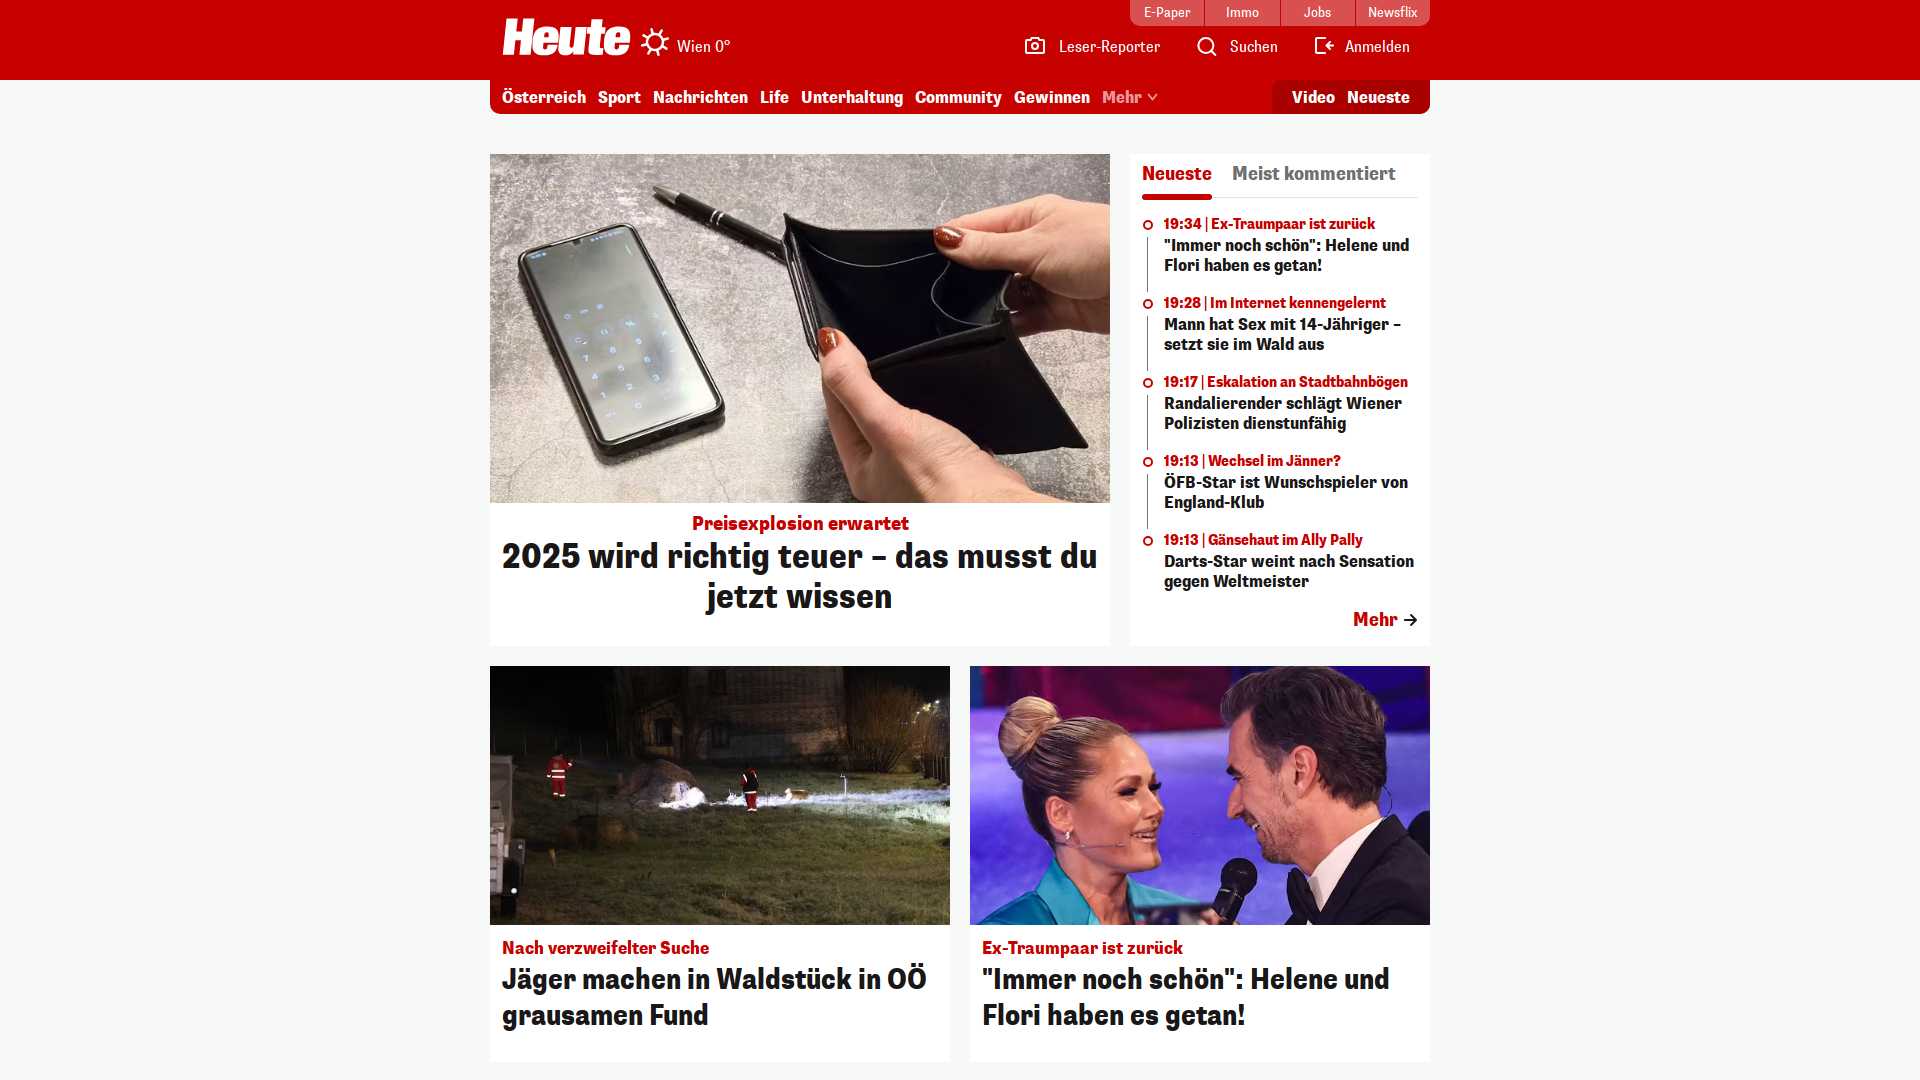 E-Paper
Immo
Jobs
Newsflix
Heute
Wien 0°
Leser-Reporter
Suchen
Anmelden
Österreich
Sport
Nachrichten
Life
Unterhaltung
Community
Gewinnen
Mehr
Video
Neueste
Preisexplosion erwartet
2025 wird richtig teuer – das musst du
jetzt wissen
Neueste
Meist kommentiert
19:34 | Ex-Traumpaar ist zurück
"Immer noch schön": Helene und
Flori haben es getan!
19:28 | Im Internet kennengelernt
Mann hat Sex mit 14-Jähriger –
setzt sie im Wald aus
19:17 | Eskalation an Stadtbahnbögen
Randalierender schlägt Wiener
Polizisten dienstunfähig
19:13 | Wechsel im Jänner?
ÖFB-Star ist Wunschspieler von
England-Klub
19:13 | Gänsehaut im Ally Pally
Darts-Star weint nach Sensation
gegen Weltmeister
Mehr
Nach verzweifelter Suche
Jäger machen in Waldstück in OÖ
grausamen Fund
Ex-Traumpaar ist zurück
"Immer noch schön": Helene und
Flori haben es getan!